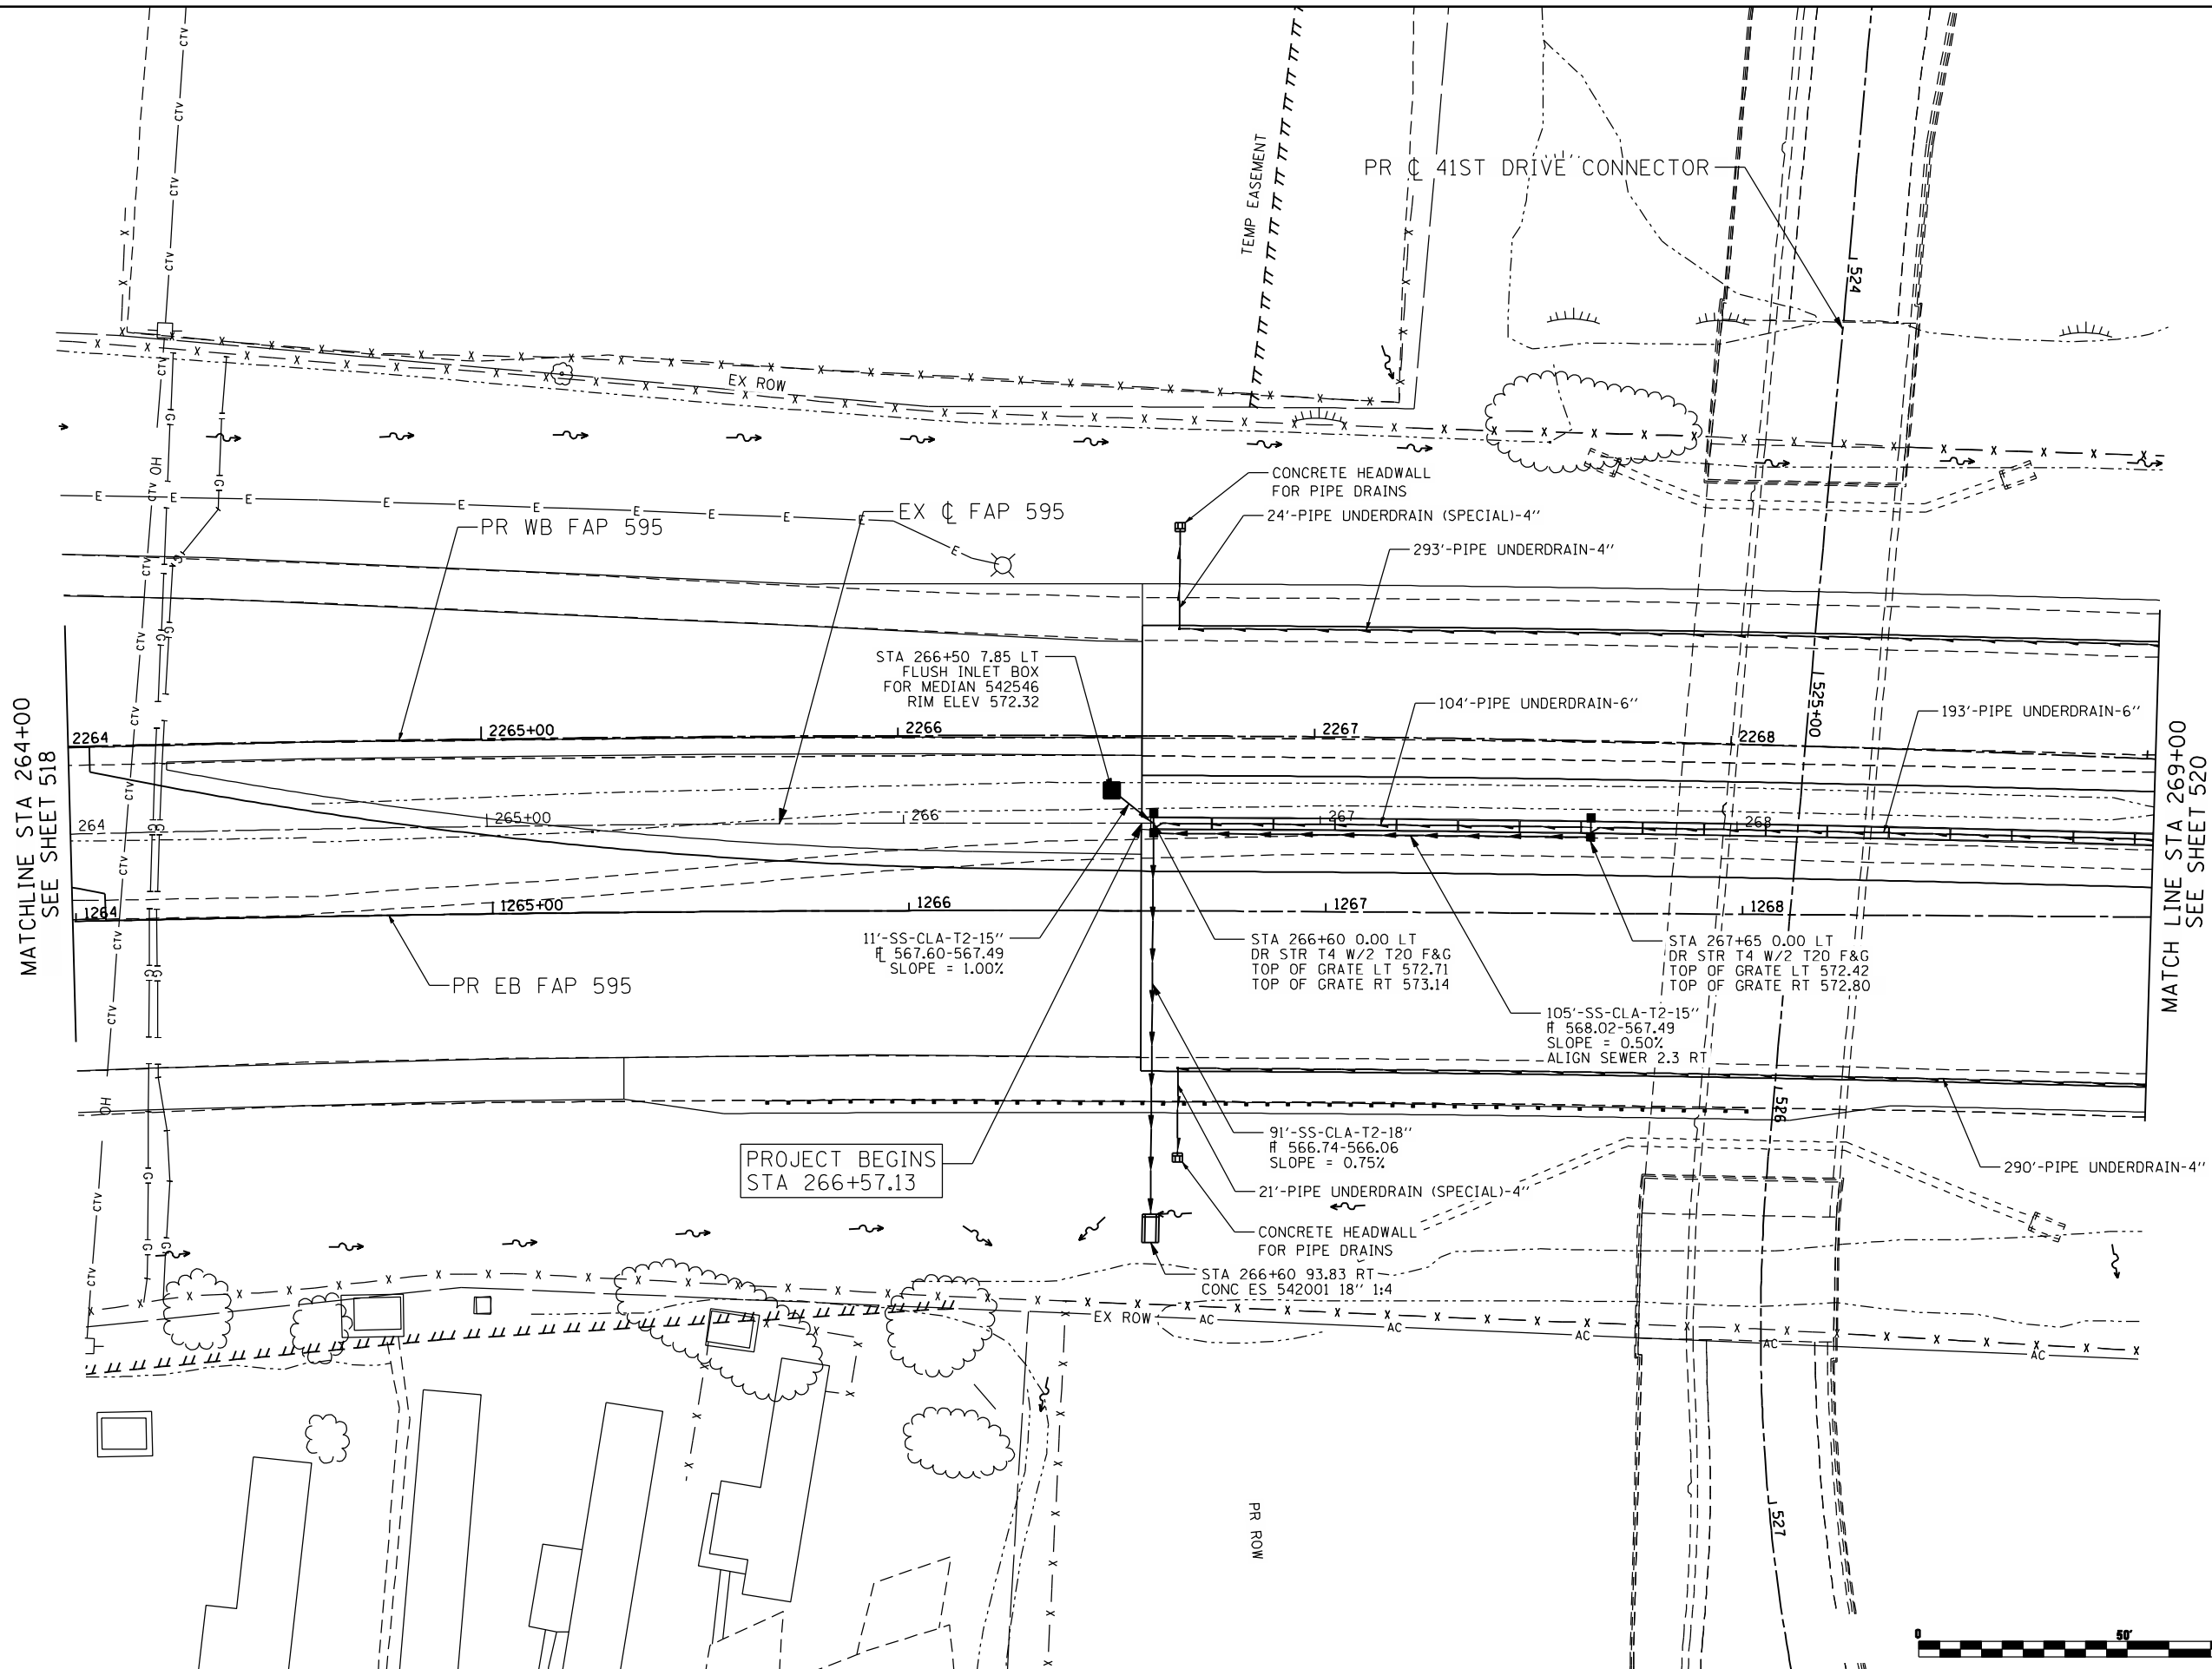 PR ℄ 41ST DRIVE CONNECTOR
TEMP EASEMENT
524
EX ROW
CTV
CTV
CTV
CTV
OH
CONCRETE HEADWALL
FOR PIPE DRAINS
24'-PIPE UNDERDRAIN (SPECIAL)-4"
293'-PIPE UNDERDRAIN-4"
PR WB FAP 595
EX ℄ FAP 595
STA 266+50 7.85 LT
FLUSH INLET BOX
FOR MEDIAN 542546
RIM ELEV 572.32
104'-PIPE UNDERDRAIN-6"
193'-PIPE UNDERDRAIN-6"
525+00
MATCHLINE STA 264+00
SEE SHEET 518
MATCH LINE STA 269+00
SEE SHEET 520
2264
2265+00
2266
2267
2268
264
265+00
266
267
268
1264
1265+00
1266
1267
1268
PR EB FAP 595
11'-SS-CLA-T2-15"
℄ 567.60-567.49
SLOPE = 1.00%
STA 266+60 0.00 LT
DR STR T4 W/2 T20 F&G
TOP OF GRATE LT 572.71
TOP OF GRATE RT 573.14
STA 267+65 0.00 LT
DR STR T4 W/2 T20 F&G
TOP OF GRATE LT 572.42
TOP OF GRATE RT 572.80
105'-SS-CLA-T2-15"
568.02-567.49
SLOPE = 0.50%
ALIGN SEWER 2.3 RT
526
OH
PROJECT BEGINS
STA 266+57.13
91'-SS-CLA-T2-18"
566.74-566.06
SLOPE = 0.75%
21'-PIPE UNDERDRAIN (SPECIAL)-4"
290'-PIPE UNDERDRAIN-4"
CONCRETE HEADWALL
FOR PIPE DRAINS
STA 266+60 93.83 RT
CONC ES 542001 18" 1:4
EX ROW
AC
AC
AC
AC
AC
PR ROW
527
0
50'